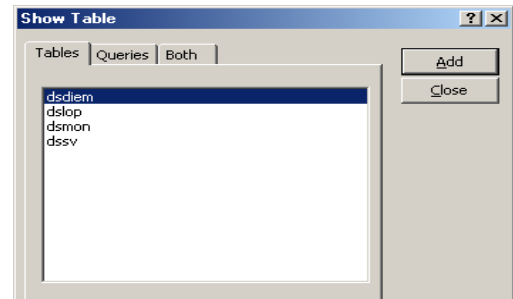 Show Table
Tables Queries Both
Add
Close
dsdiem
dslop
dsmon
dssv